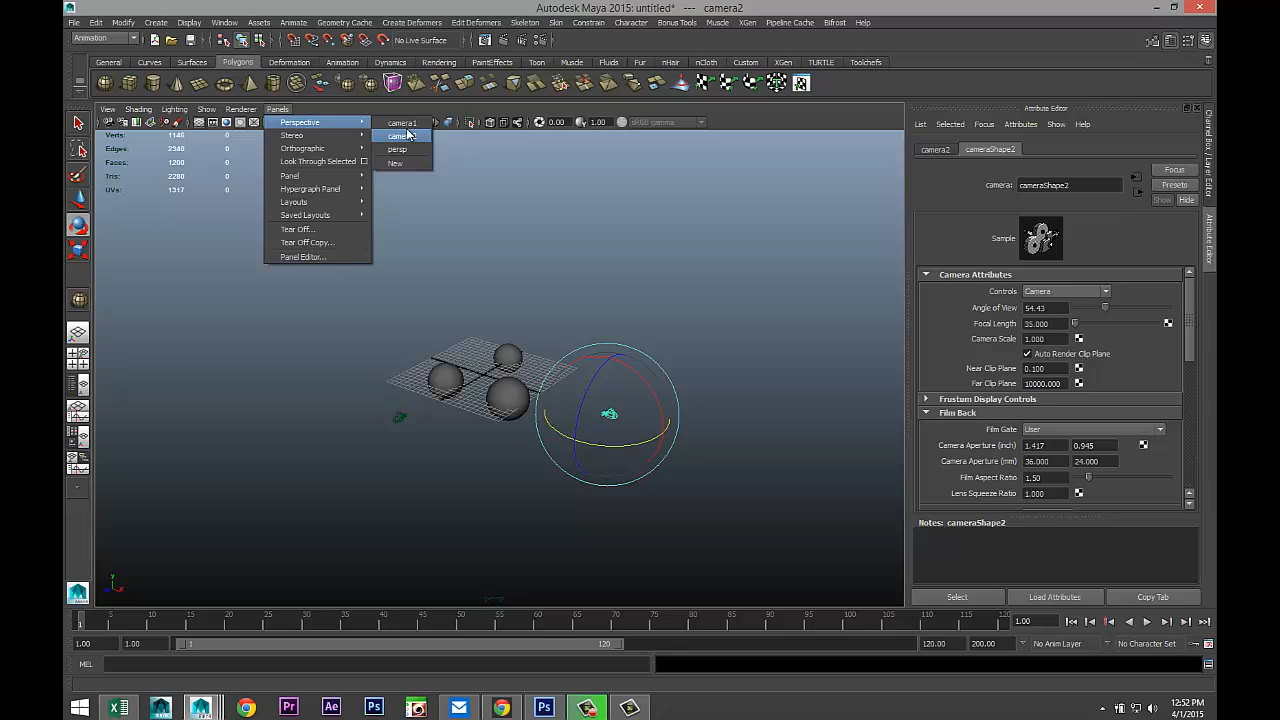 Autodesk Maya 2015: untitled* --- camera2
File Edit Modify Create Display Window Assets Animate Geometry Cache Create Deformers Edit Deformers Skeleton Skin Constrain Character Bonus Tools Muscle XGen Pipeline Cache Bifrost Help
Animation No Live Surface
General Curves Surfaces Polygons Deformation Animation Dynamics Rendering PaintEffects Toon Muscle Fluids Fur nHair nCloth Custom XGen TURTLE Toolchefs
View Shading Lighting Show Renderer Panels
0.00 1.00 sRGB gamma
Verts: 1146 0
Edges: 2340 0
Faces: 1200 0
Tris: 2280 0
UVs: 1317 0
Perspective
Stereo
Orthographic
Look Through Selected
Panel
Hypergraph Panel
Layouts
Saved Layouts
Tear Off...
Tear Off Copy...
Panel Editor...
camera1
persp
New
persp
y
x
Attribute Editor
List Selected Focus Attributes Show Help
camera2 cameraShape2
Focus
camera: cameraShape2 Presets
Show Hide
Sample
Camera Attributes
Controls Camera
Angle of View 54.43
Focal Length 35.000
Camera Scale 1.000
Auto Render Clip Plane
Near Clip Plane 0.100
Far Clip Plane 10000.000
Frustum Display Controls
Film Back
Film Gate User
Camera Aperture (inch) 1.417 0.945
Camera Aperture (mm) 36.000 24.000
Film Aspect Ratio 1.50
Lens Squeeze Ratio 1.000
Notes: cameraShape2
Select Load Attributes Copy Tab
Channel Box / Layer Editor
Attribute Editor
1 5 10 15 20 25 30 35 40 45 50 55 60 65 70 75 80 85 90 95 100 105 110 115 120 1.00
1.00 1.00 1 120 120.00 200.00 No Anim Layer No Character Set
MEL
12:52 PM
4/1/2015